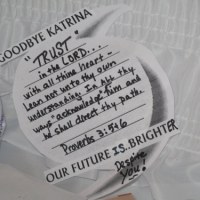 GOODBYE KATRINA
"TRUST"
in the LORD...
with all thine heart-
Lean not unto thy own
understanding. In all thy
ways "acknowledge" him and
he shall direct thy path.
Proverbs 3:5+6
OUR FUTURE IS BRIGHTER
Despite
You!